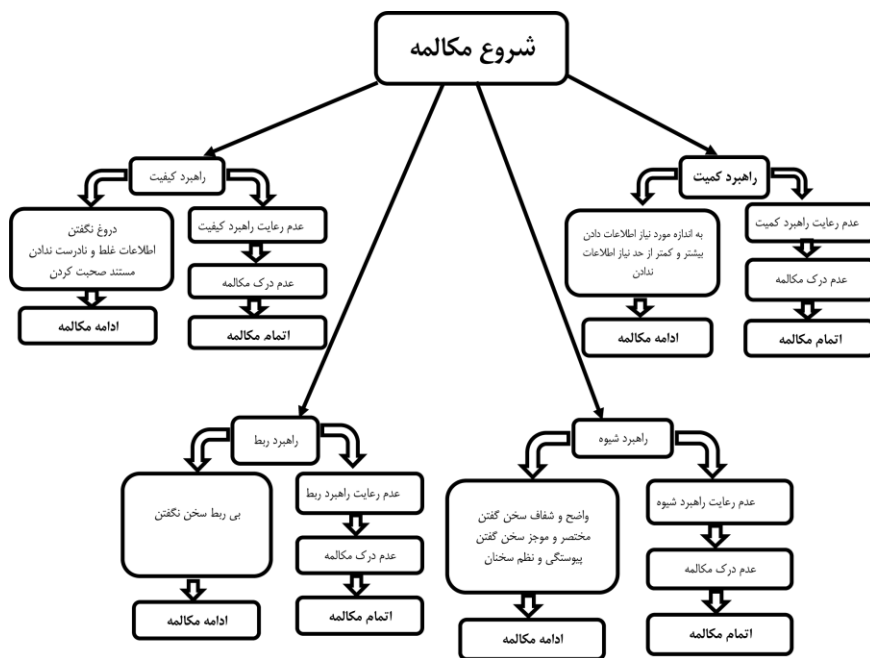 شروع مکالمه
راهبرد کمیت
به اندازه مورد نیاز اطلاعات دادن
بیشتر و کمتر از حد نیاز اطلاعات
ندادن
ادامه مکالمه
عدم رعایت راهبرد کمیت
عدم درک مکالمه
اتمام مکالمه
راهبرد کیفیت
عدم رعایت راهبرد کیفیت
عدم درک مکالمه
اتمام مکالمه
دروغ نگفتن
اطلاعات غلط و نادرست ندادن
مستند صحبت کردن
ادامه مکالمه
راهبرد شیوه
عدم رعایت راهبرد شیوه
عدم درک مکالمه
اتمام مکالمه
واضح و شفاف سخن گفتن
مختصر و موجز سخن گفتن
پیوستگی و نظم سخنان
ادامه مکالمه
راهبرد ربط
عدم رعایت راهبرد ربط
عدم درک مکالمه
اتمام مکالمه
بی ربط سخن نگفتن
ادامه مکالمه